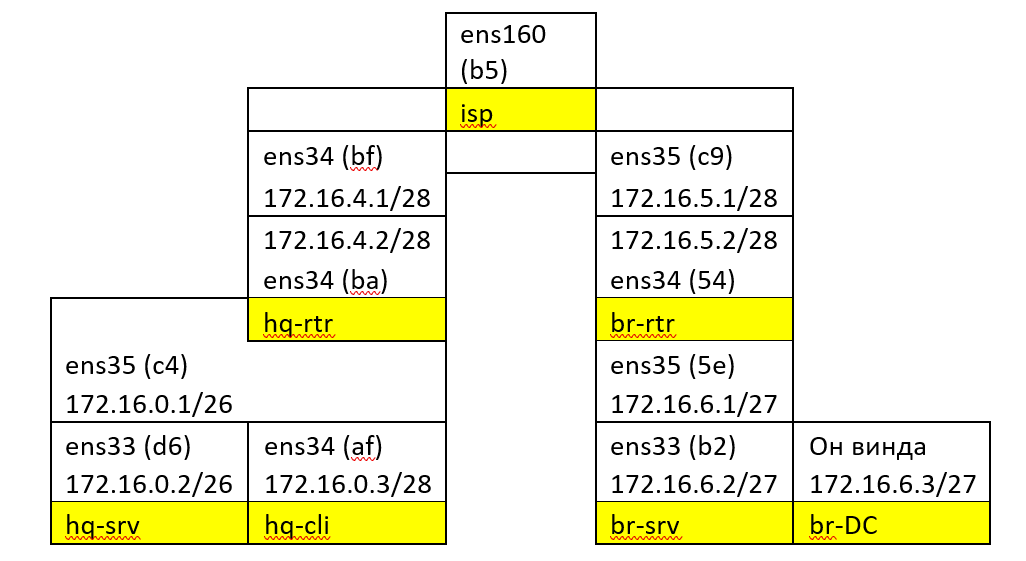 ens160
(b5)
isp
ens34 (bf)
172.16.4.1/28
ens35 (c9)
172.16.5.1/28
172.16.4.2/28
ens34 (ba)
172.16.5.2/28
ens34 (54)
hq-rtr
br-rtr
ens35 (c4)
172.16.0.1/26
ens35 (5e)
172.16.6.1/27
ens33 (d6)
172.16.0.2/26
ens34 (af)
172.16.0.3/28
ens33 (b2)
172.16.6.2/27
Он винда
172.16.6.3/27
hq-srv
hq-cli
br-srv
br-DC